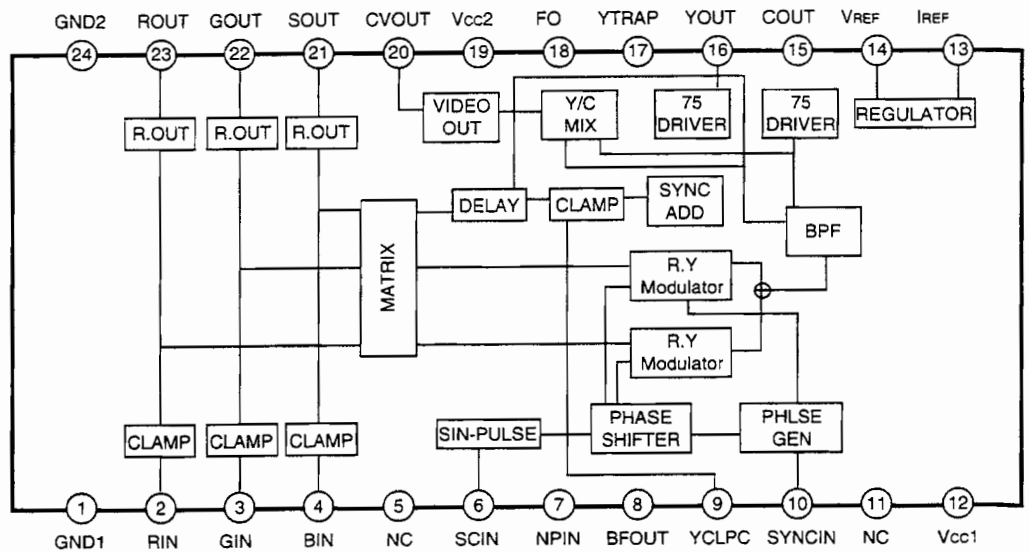 GND2 ROUT GOUT SOUT CVOUT Vcc2 FO YTRAP YOUT COUT VREF IREF
24 23 22 21 20 19 18 17 16 15 14 13
R.OUT R.OUT R.OUT VIDEO OUT Y/C MIX 75 DRIVER 75 DRIVER REGULATOR
MATRIX DELAY CLAMP SYNC ADD BPF
R.Y Modulator
R.Y Modulator
CLAMP CLAMP CLAMP SIN-PULSE PHASE SHIFTER PHLSE GEN
1 2 3 4 5 6 7 8 9 10 11 12
GND1 RIN GIN BIN NC SCIN NPIN BFOUT YCLPC SYNCIN NC Vcc1